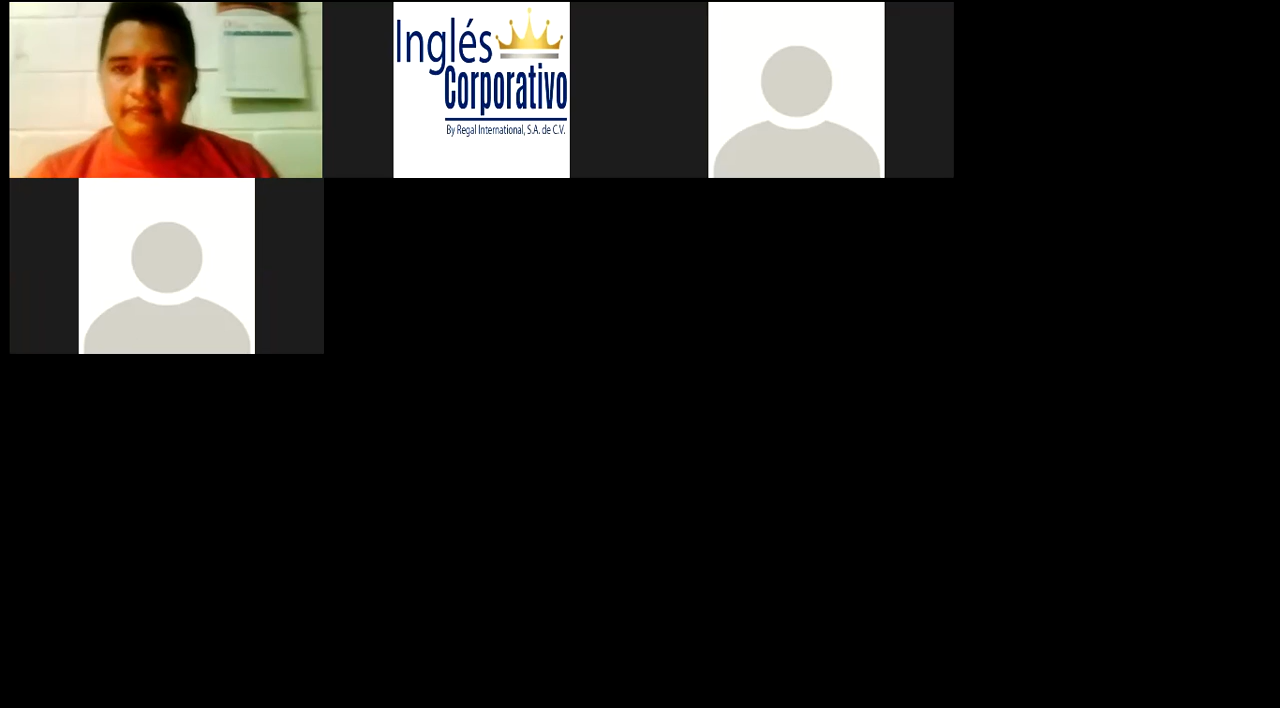 Inglés
Corporativo
By Regal International, S.A. de C.V.